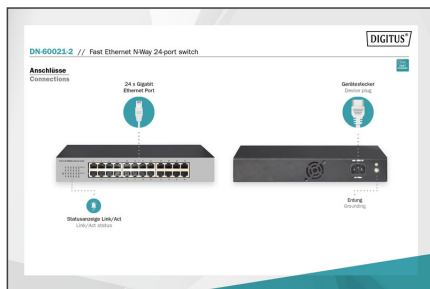 DIGITUS®
DN-60021-2 // Fast Ethernet N-Way 24-port switch
Anschlüsse
Connections
24 x Gigabit
Ethernet Port
Gerätestecker
Device plug
Statusanzeige Link/Act
Link/Act status
Erdung
Grounding